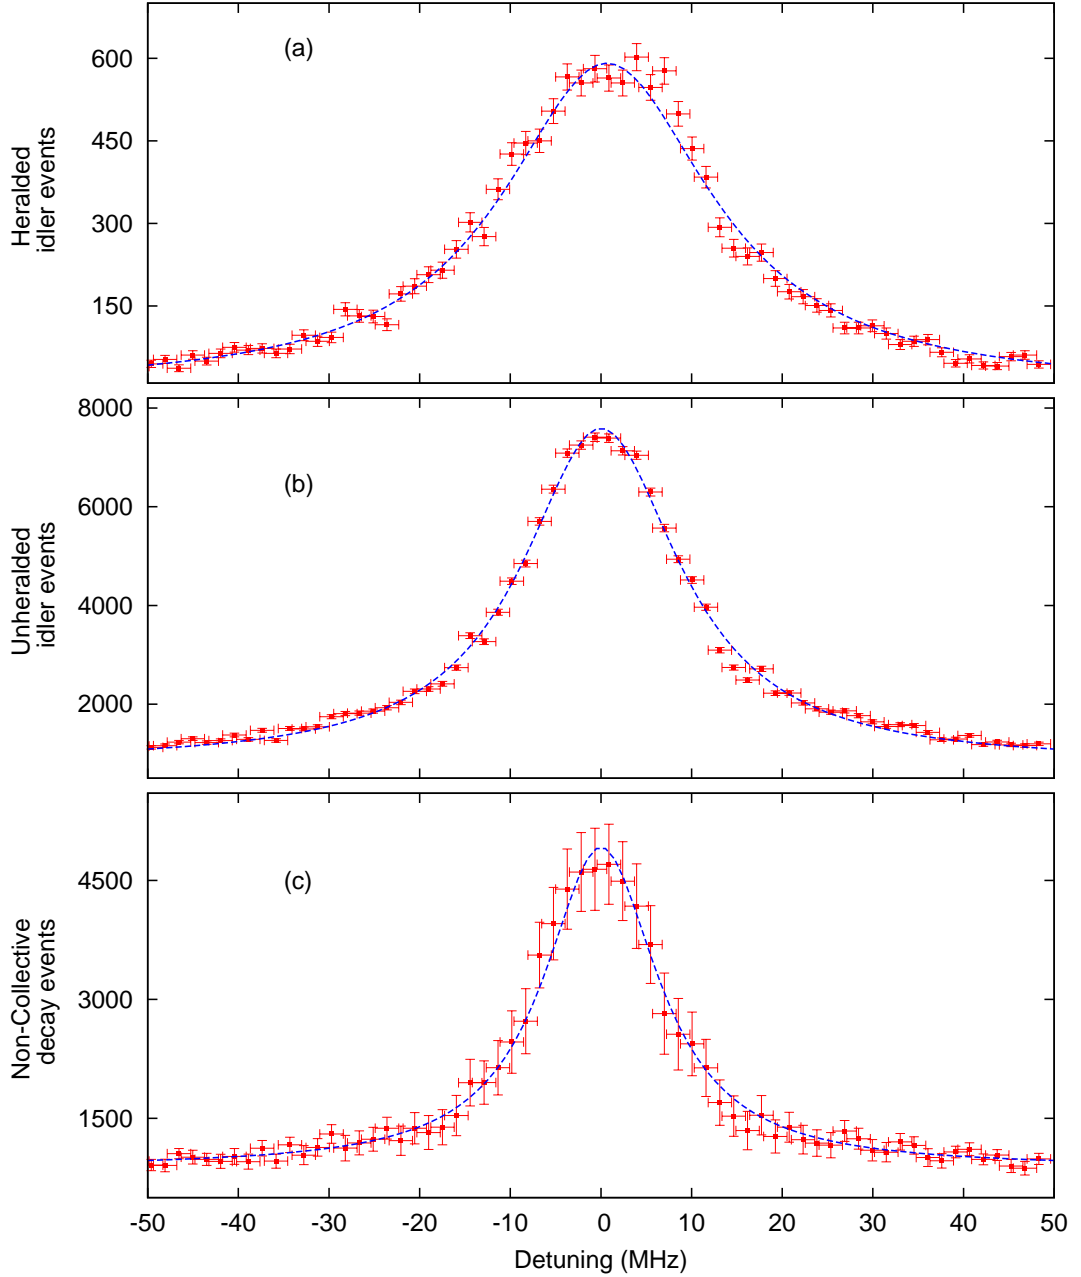 (a)
600
450
300
150
Heralded
idler events
(b)
8000
6000
4000
2000
Unheralded
idler events
(c)
4500
3000
1500
Non-Collective
decay events
-50 -40 -30 -20 -10 0 10 20 30 40 50
Detuning (MHz)